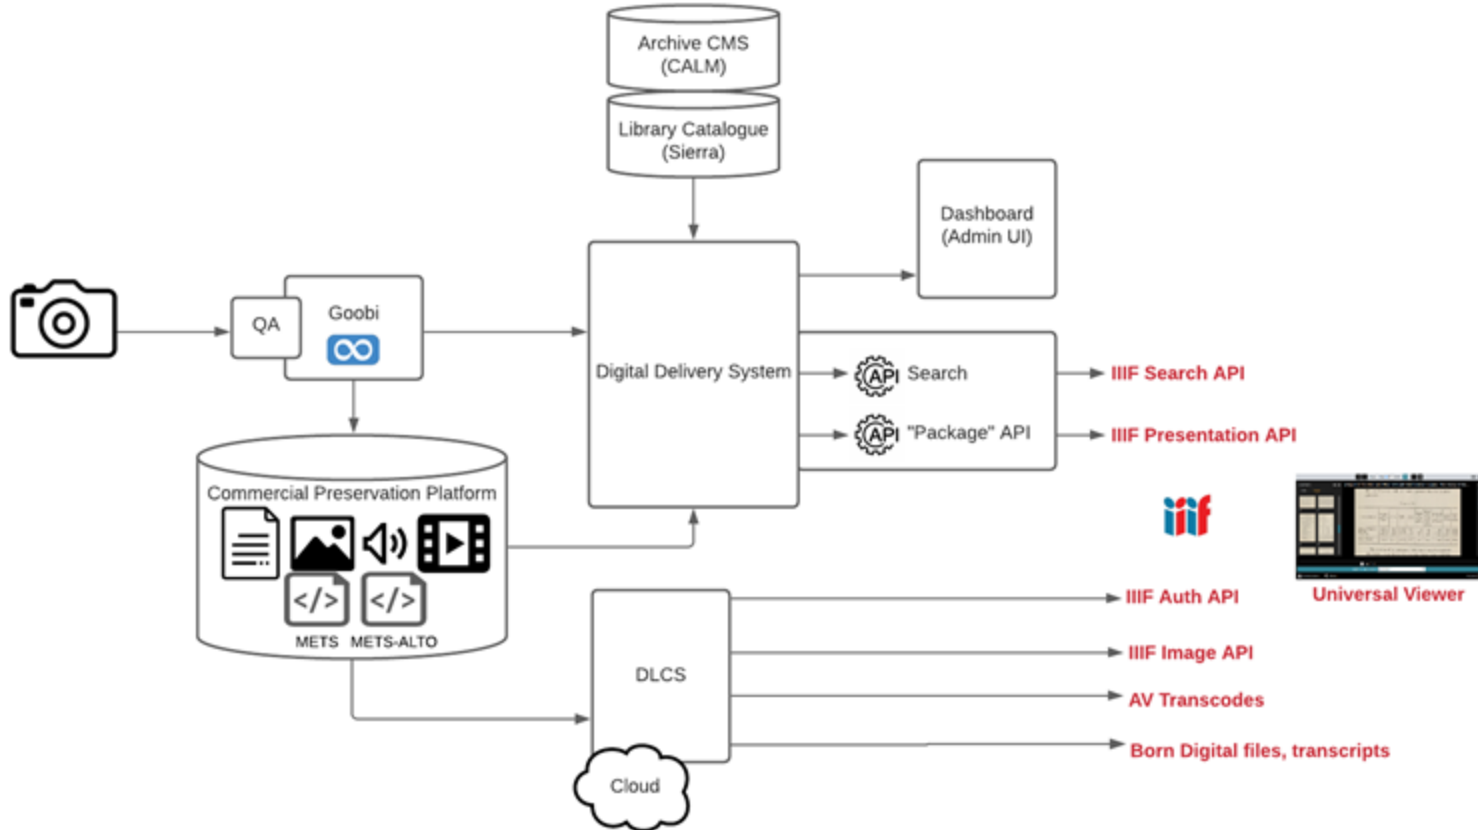 Archive CMS
(CALM)
Library Catalogue
(Sierra)
Dashboard
(Admin UI)
QA
Goobi
Digital Delivery System
API Search
API "Package" API
IIIF Search API
IIIF Presentation API
Commercial Preservation Platform
</>
</>
METS METS-ALTO
iiif
Universal Viewer
DLCS
Cloud
IIIF Auth API
IIIF Image API
AV Transcodes
Born Digital files, transcripts